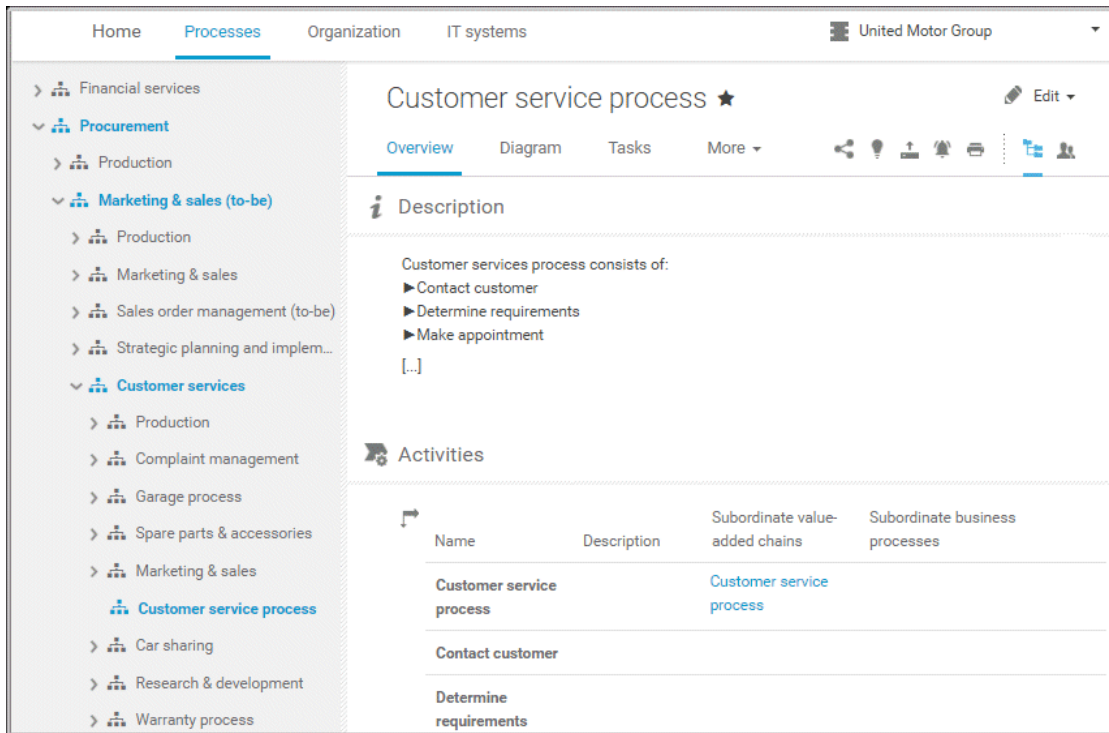 Home Processes Organization IT systems United Motor Group
Financial services
Procurement
Production
Marketing & sales (to-be)
Production
Marketing & sales
Sales order management (to-be)
Strategic planning and implem...
Customer services
Production
Complaint management
Garage process
Spare parts & accessories
Marketing & sales
Customer service process
Car sharing
Research & development
Warranty process
Customer service process
Edit
Overview Diagram Tasks More
Description
Customer services process consists of:
►Contact customer
►Determine requirements
►Make appointment
[...]
Activities
Name Description Subordinate value-
added chains Subordinate business
processes
Customer service
process Customer service
process
Contact customer
Determine
requirements